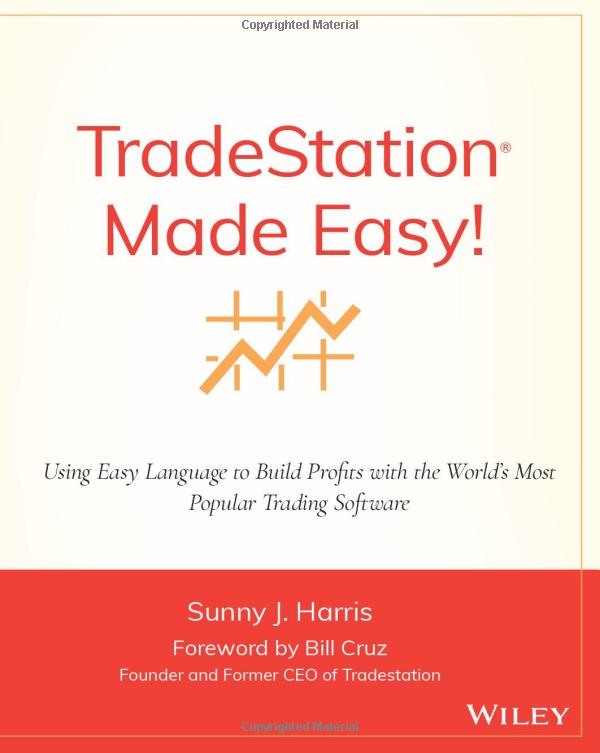 Copyrighted Material
TradeStation®
Made Easy!
Using Easy Language to Build Profits with the World's Most
Popular Trading Software
Sunny J. Harris
Foreword by Bill Cruz
Founder and Former CEO of Tradestation
WILEY
Copyrighted Material